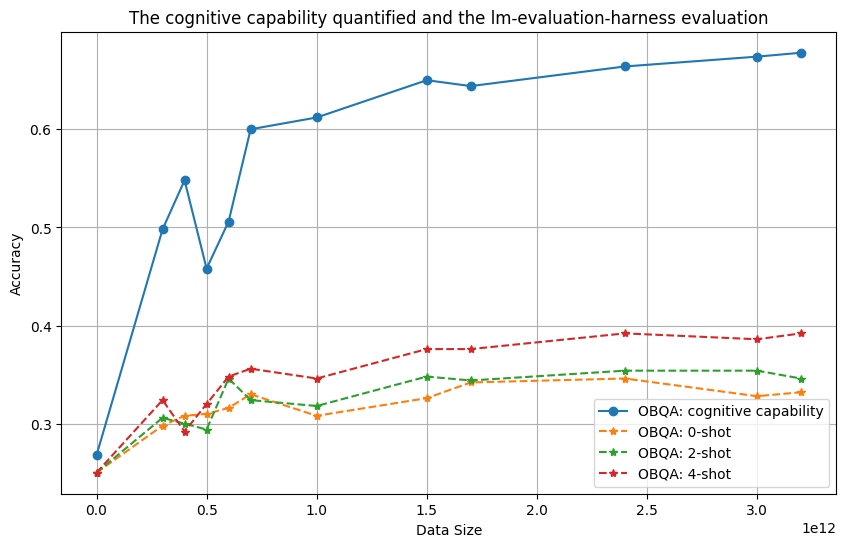 The cognitive capability quantified and the lm-evaluation-harness evaluation
Accuracy
0.6
0.5
0.4
0.3
OBQA: cognitive capability
OBQA: 0-shot
OBQA: 2-shot
OBQA: 4-shot
0.0 0.5 1.0 1.5 2.0 2.5 3.0
Data Size
1e12